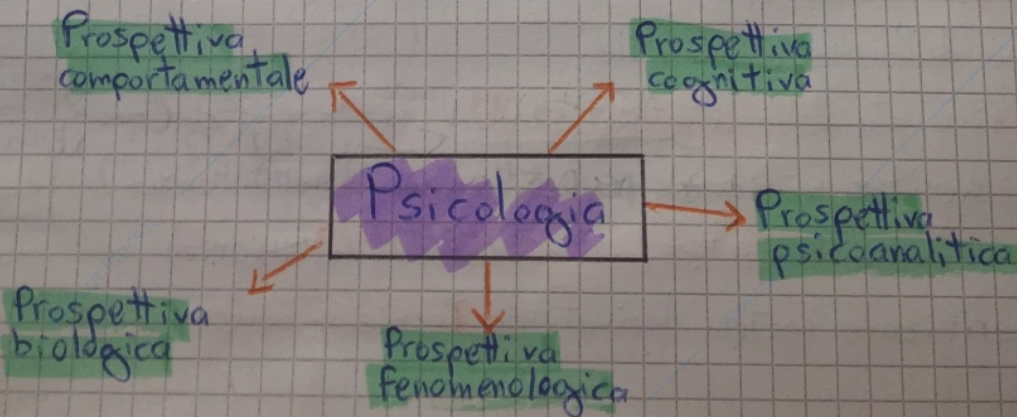 Prospettiva
comportamentale
Prospettiva
cognitiva
Psicologia
Prospettiva
psicoanalitica
Prospettiva
biologica
Prospettiva
fenomenologica